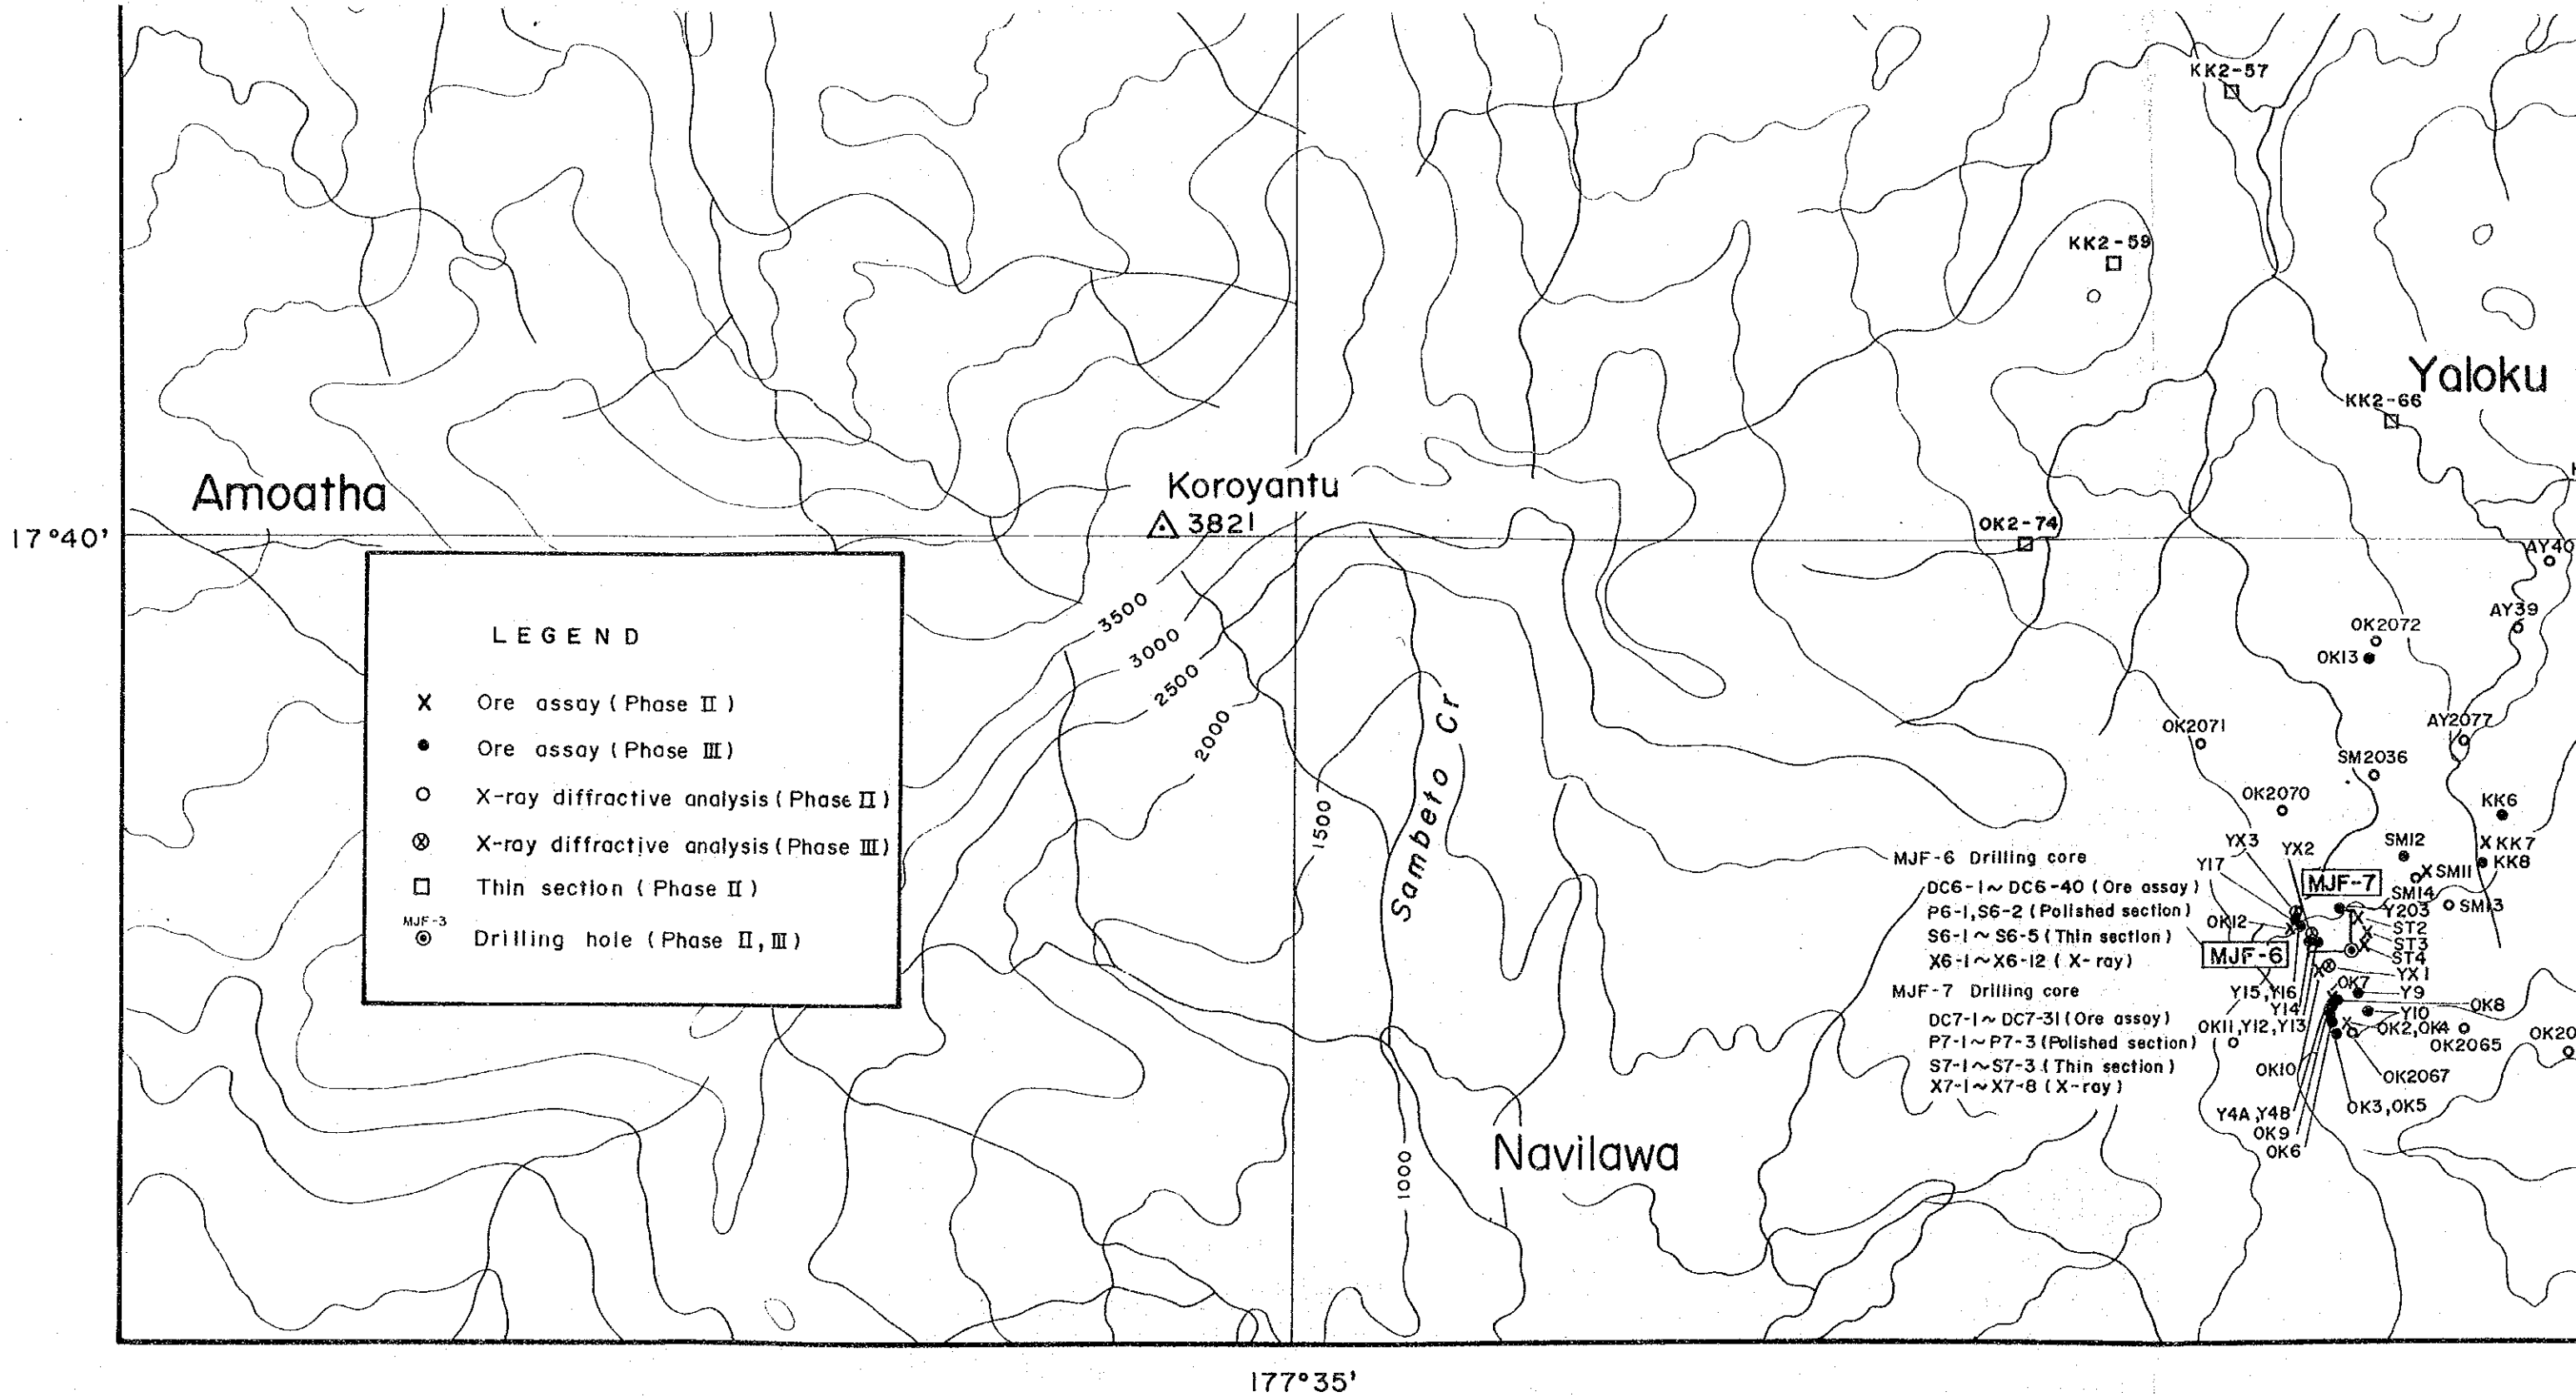 KK2-57
KK2-59
Yaloku
KK2-66
Amoatha
Koroyantu
3821
17°40'
OK2-74
AY40
AY39
OK2072
OK13
3500
3000
2500
2000
1500
1000
Sambeto Cr
Navilawa
LEGEND
X Ore assay (Phase II)
Ore assay (Phase III)
X-ray diffractive analysis (Phase II)
X-ray diffractive analysis (Phase III)
Thin section (Phase II)
MJF-3
Drilling hole (Phase II, III)
OK2071
AY2077
SM2036
OK2070
KK6
YX3
YX2
SM12
X KK7
KK8
Y17
MJF-7
X SM11
SM14
SM13
Y203
OK12
ST2
ST3
ST4
MJF-6
YX1
OK7
Y9
Y15, Y16
OK8
Y14
Y10
OK11, Y12, Y13
OK2, OK4
OK2065
OK20
OK10
OK2067
Y4A, Y4B
OK3, OK5
OK9
OK6
MJF-6 Drilling core
DC6-1~DC6-40 (Ore assay)
P6-1, S6-2 (Polished section)
S6-1~S6-5 (Thin section)
X6-1~X6-12 (X-ray)
MJF-7 Drilling core
DC7-1~DC7-31 (Ore assay)
P7-1~P7-3 (Polished section)
S7-1~S7-3 (Thin section)
X7-1~X7-8 (X-ray)
177°35'